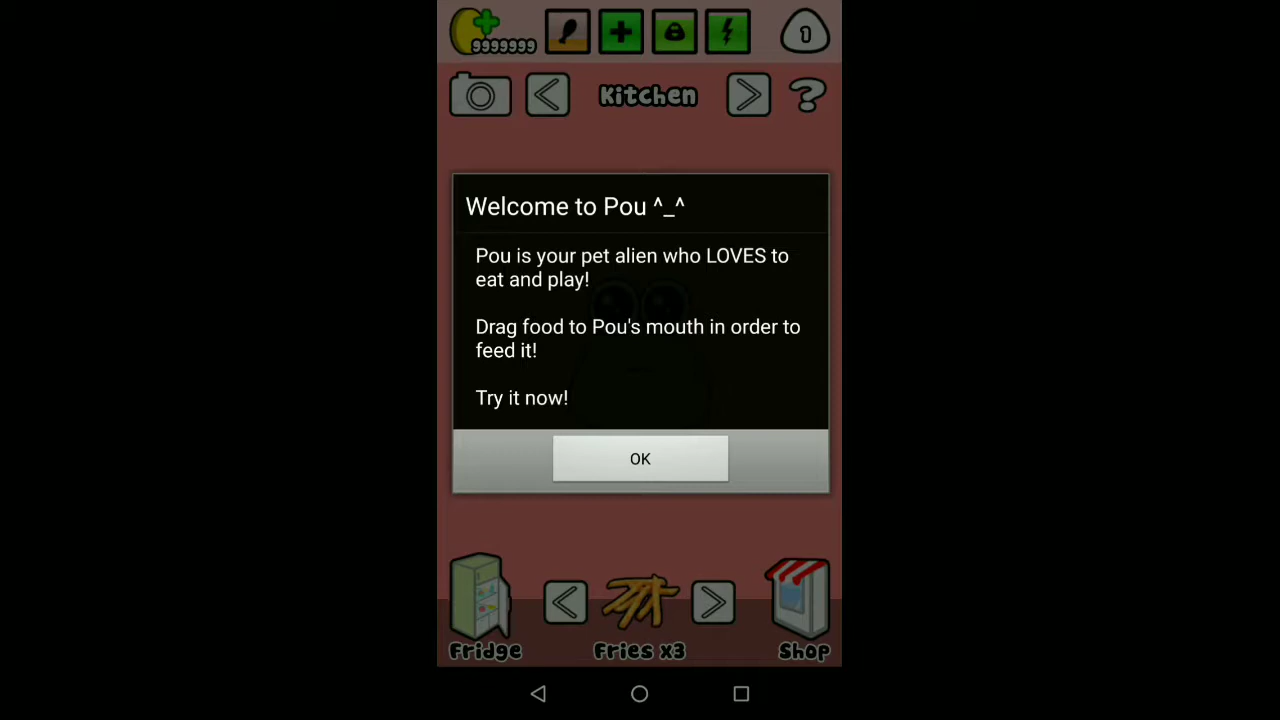 9999999
Kitchen
?
Welcome to Pou ^_^
Pou is your pet alien who LOVES to
eat and play!
Drag food to Pou's mouth in order to
feed it!
Try it now!
OK
Fridge
Fries x3
Shop